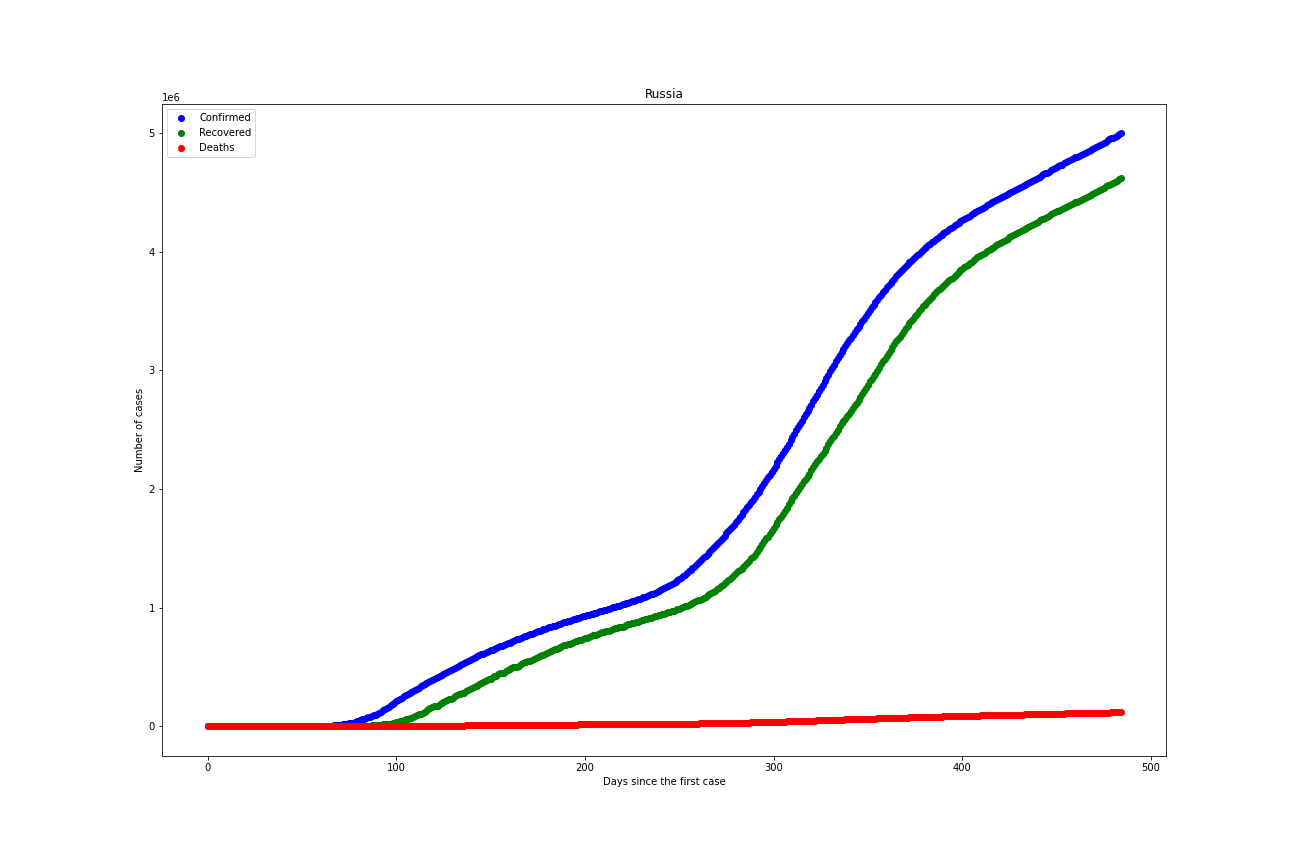 Russia
1e6
Confirmed
Recovered
Deaths
5
4
3
2
1
0
Number of cases
0 100 200 300 400 500
Days since the first case